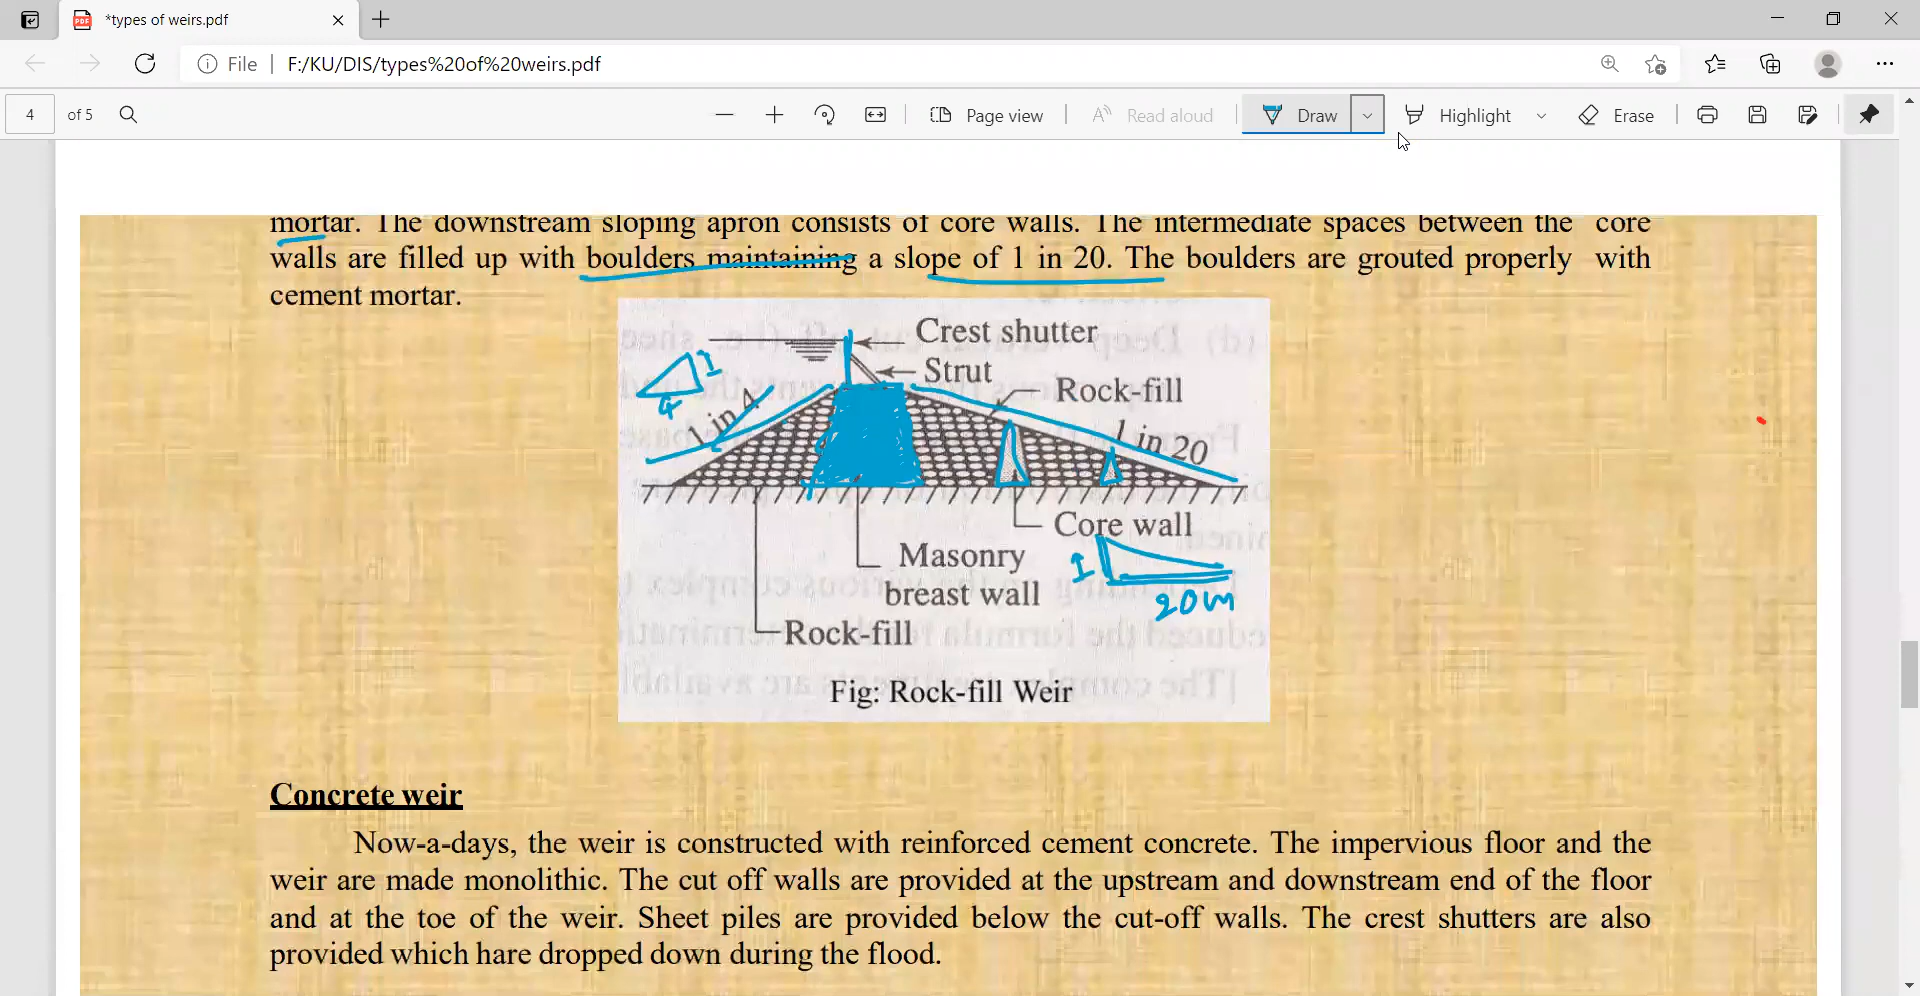 *types of weirs.pdf
File
F:/KU/DIS/types%20of%20weirs.pdf
4 of 5
Page view
Read aloud
Draw
Highlight
Erase
mortar. The downstream sloping apron consists of core walls. The intermediate spaces between the core
walls are filled up with boulders maintaining a slope of 1 in 20. The boulders are grouted properly with
cement mortar.
Crest shutter
Strut
Rock-fill
1 in 4
1 in 20
1
4
Core wall
Masonry
breast wall
1
20m
Rock-fill
Fig: Rock-fill Weir
Concrete weir
Now-a-days, the weir is constructed with reinforced cement concrete. The impervious floor and the
weir are made monolithic. The cut off walls are provided at the upstream and downstream end of the floor
and at the toe of the weir. Sheet piles are provided below the cut-off walls. The crest shutters are also
provided which hare dropped down during the flood.